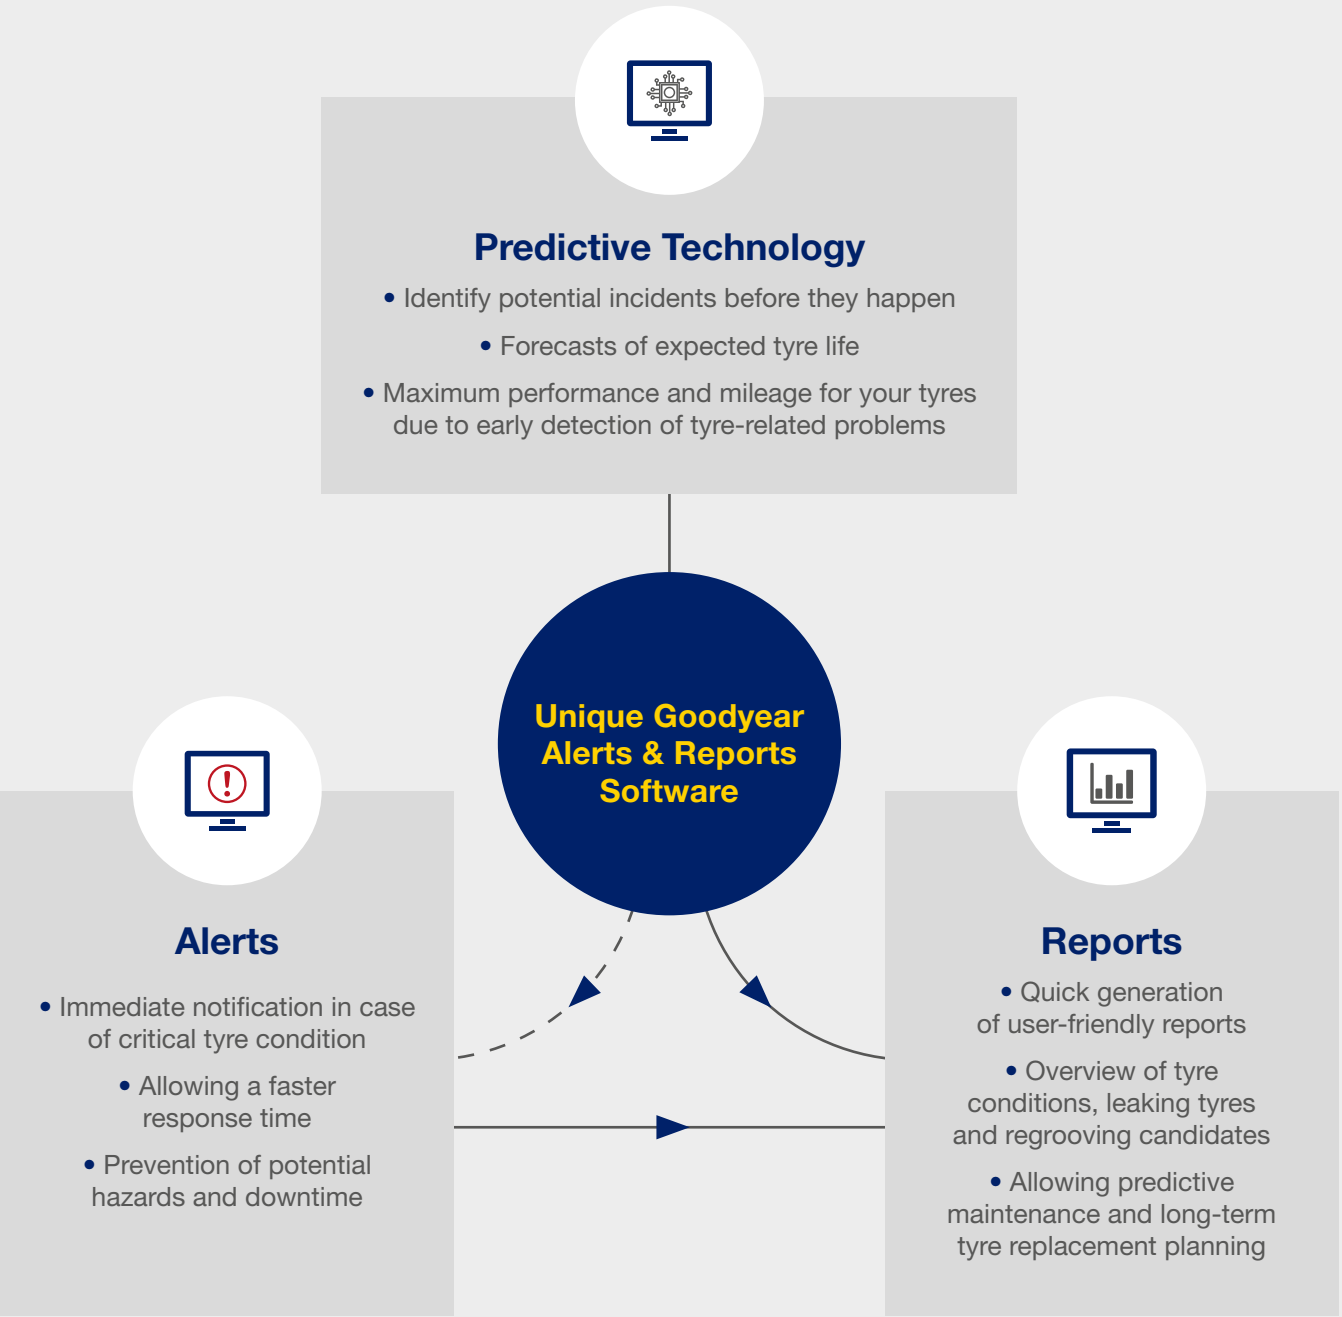 Predictive Technology
• Identify potential incidents before they happen
• Forecasts of expected tyre life
• Maximum performance and mileage for your tyres
due to early detection of tyre-related problems
Unique Goodyear
Alerts & Reports
Software
Alerts
• Immediate notification in case
of critical tyre condition
• Allowing a faster
response time
• Prevention of potential
hazards and downtime
Reports
• Quick generation
of user-friendly reports
• Overview of tyre
conditions, leaking tyres
and regrooving candidates
• Allowing predictive
maintenance and long-term
tyre replacement planning